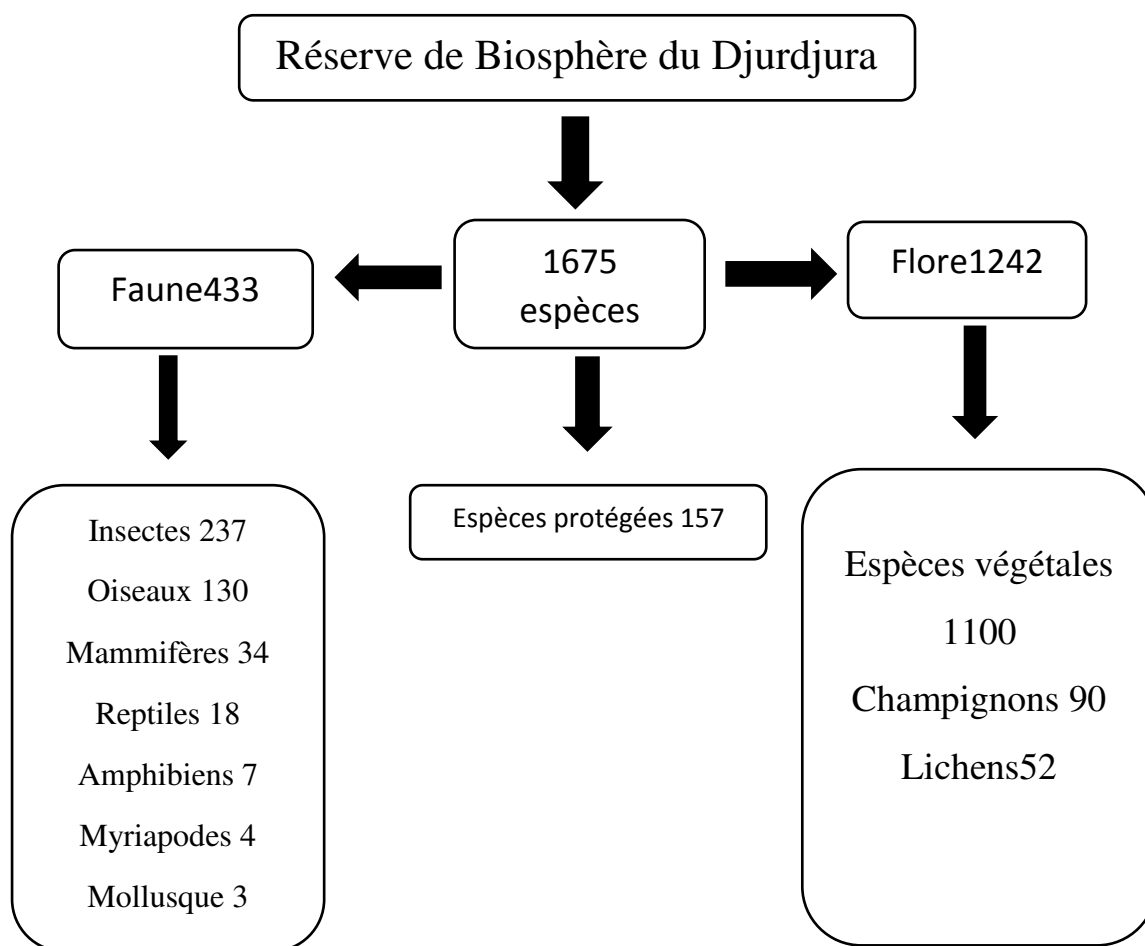 Réserve de Biosphère du Djurdjura
Faune433
1675
espèces
Flore1242
Insectes 237
Oiseaux 130
Mammifères 34
Reptiles 18
Amphibiens 7
Myriapodes 4
Mollusque 3
Espèces protégées 157
Espèces végétales
1100
Champignons 90
Lichens52